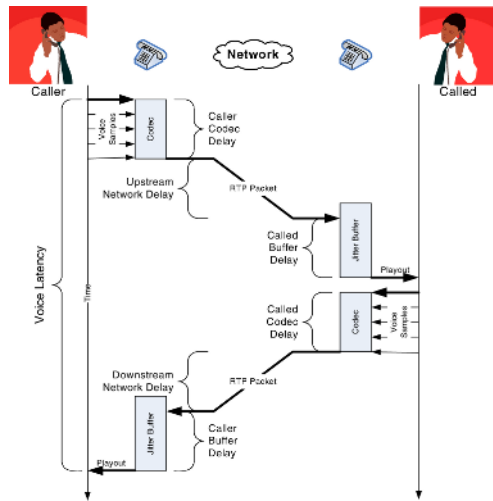 Network
Caller
Called
Codec
Voice
Samples
Caller
Codec
Delay
Upstream
Network Delay
RTP Packet
Called
Buffer
Delay
Jitter Buffer
Playout
Voice Latency
Time
Called
Codec
Delay
Codec
Voice
Samples
Downstream
Network Delay
RTP Packet
Jitter Buffer
Caller
Buffer
Delay
Playout